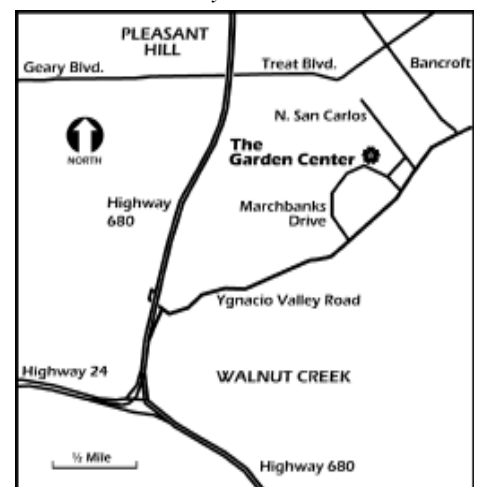 PLEASANT
HILL
Geary Blvd.
Treat Blvd.
Bancroft
N. San Carlos
The
Garden Center
NORTH
Highway
680
Marchbanks
Drive
Ygnacio Valley Road
Highway 24
WALNUT CREEK
½ Mile
Highway 680